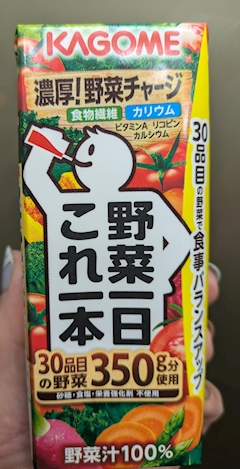 KAGOME
濃厚!野菜チャージ
食物繊維 カリウム
ビタミンA リコピン
カルシウム
野菜一日
これ一本
30品目の野菜で食事バランスアップ
30品目の野菜350g分使用
砂糖・食塩・栄養強化剤 不使用
野菜汁100%